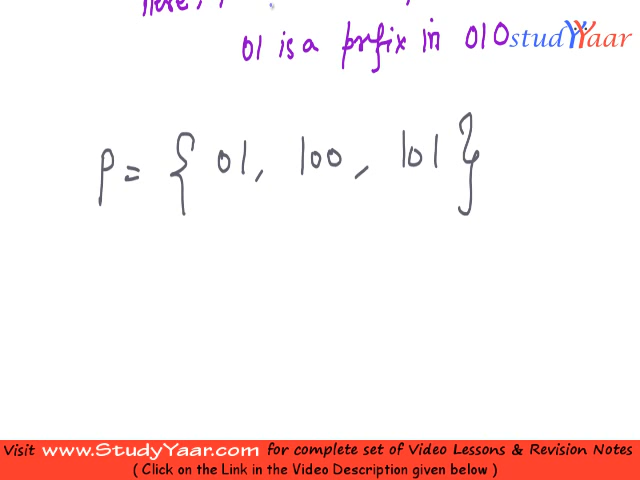 01 is a prefix in 010
studYYaar
P = { 01, 100, 101 }
Visit www.StudyYaar.com for complete set of Video Lessons & Revision Notes
( Click on the Link in the Video Description given below )